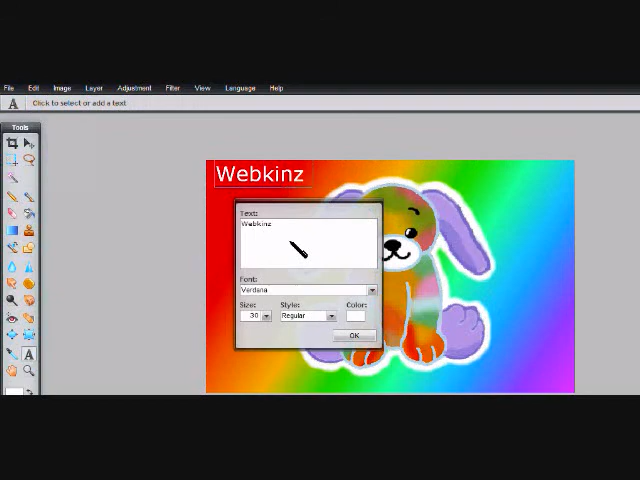 File Edit Image Layer Adjustment Filter View Language Help
A Click to select or add a text
Tools
Webkinz
Text:
Webkinz
Font:
Verdana
Size: Style: Color:
30 Regular
OK
A